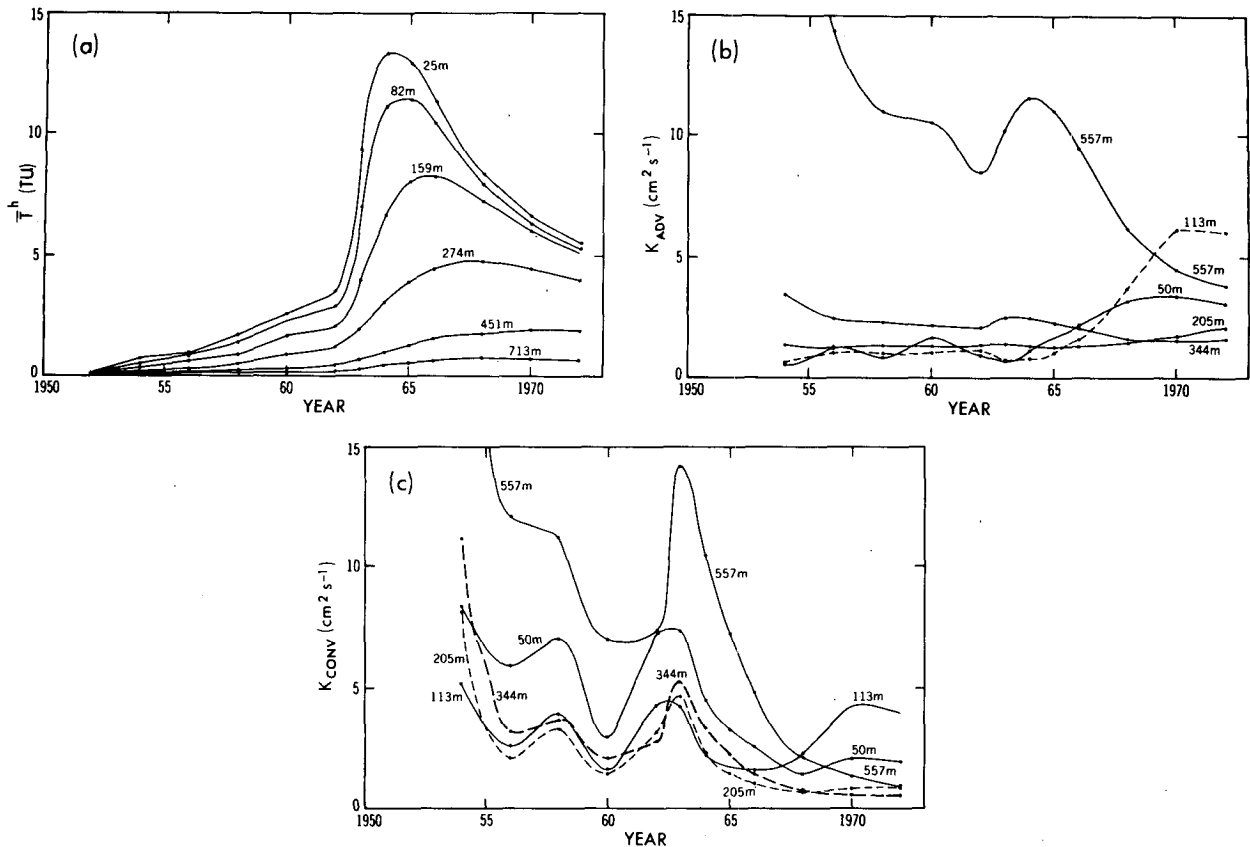 (a)
15
10
5
0
T̿ʰ (TU)
25m
82m
159m
274m
451m
713m
1950 55 60 65 1970
YEAR
(b)
15
10
5
0
K_ADV (cm² s⁻¹)
557m
113m
557m
50m
205m
344m
1950 55 60 65 1970
YEAR
(c)
15
10
5
0
K_CONV (cm² s⁻¹)
557m
50m
205m
113m
344m
344m
557m
113m
50m
557m
205m
1950 55 60 65 1970
YEAR